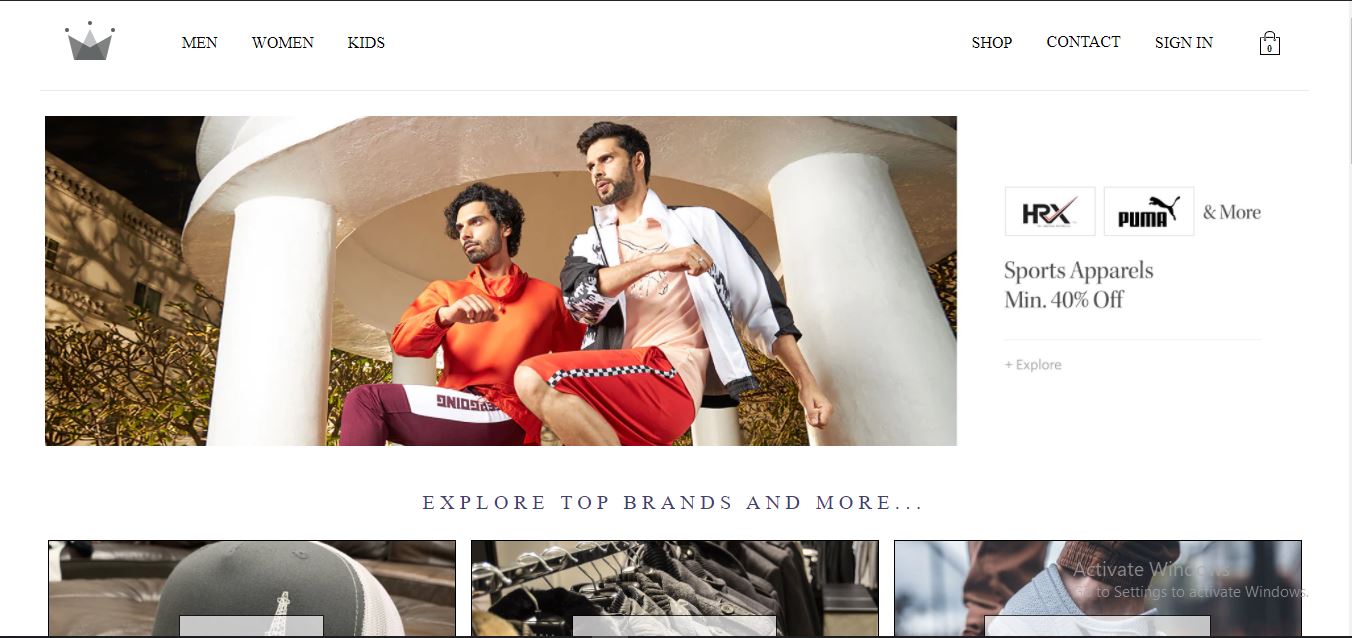 MEN WOMEN KIDS SHOP CONTACT SIGN IN
0
HRX PUMA & More
Sports Apparels
Min. 40% Off
+ Explore
EXPLORE TOP BRANDS AND MORE...
Activate Windows
Go to Settings to activate Windows.